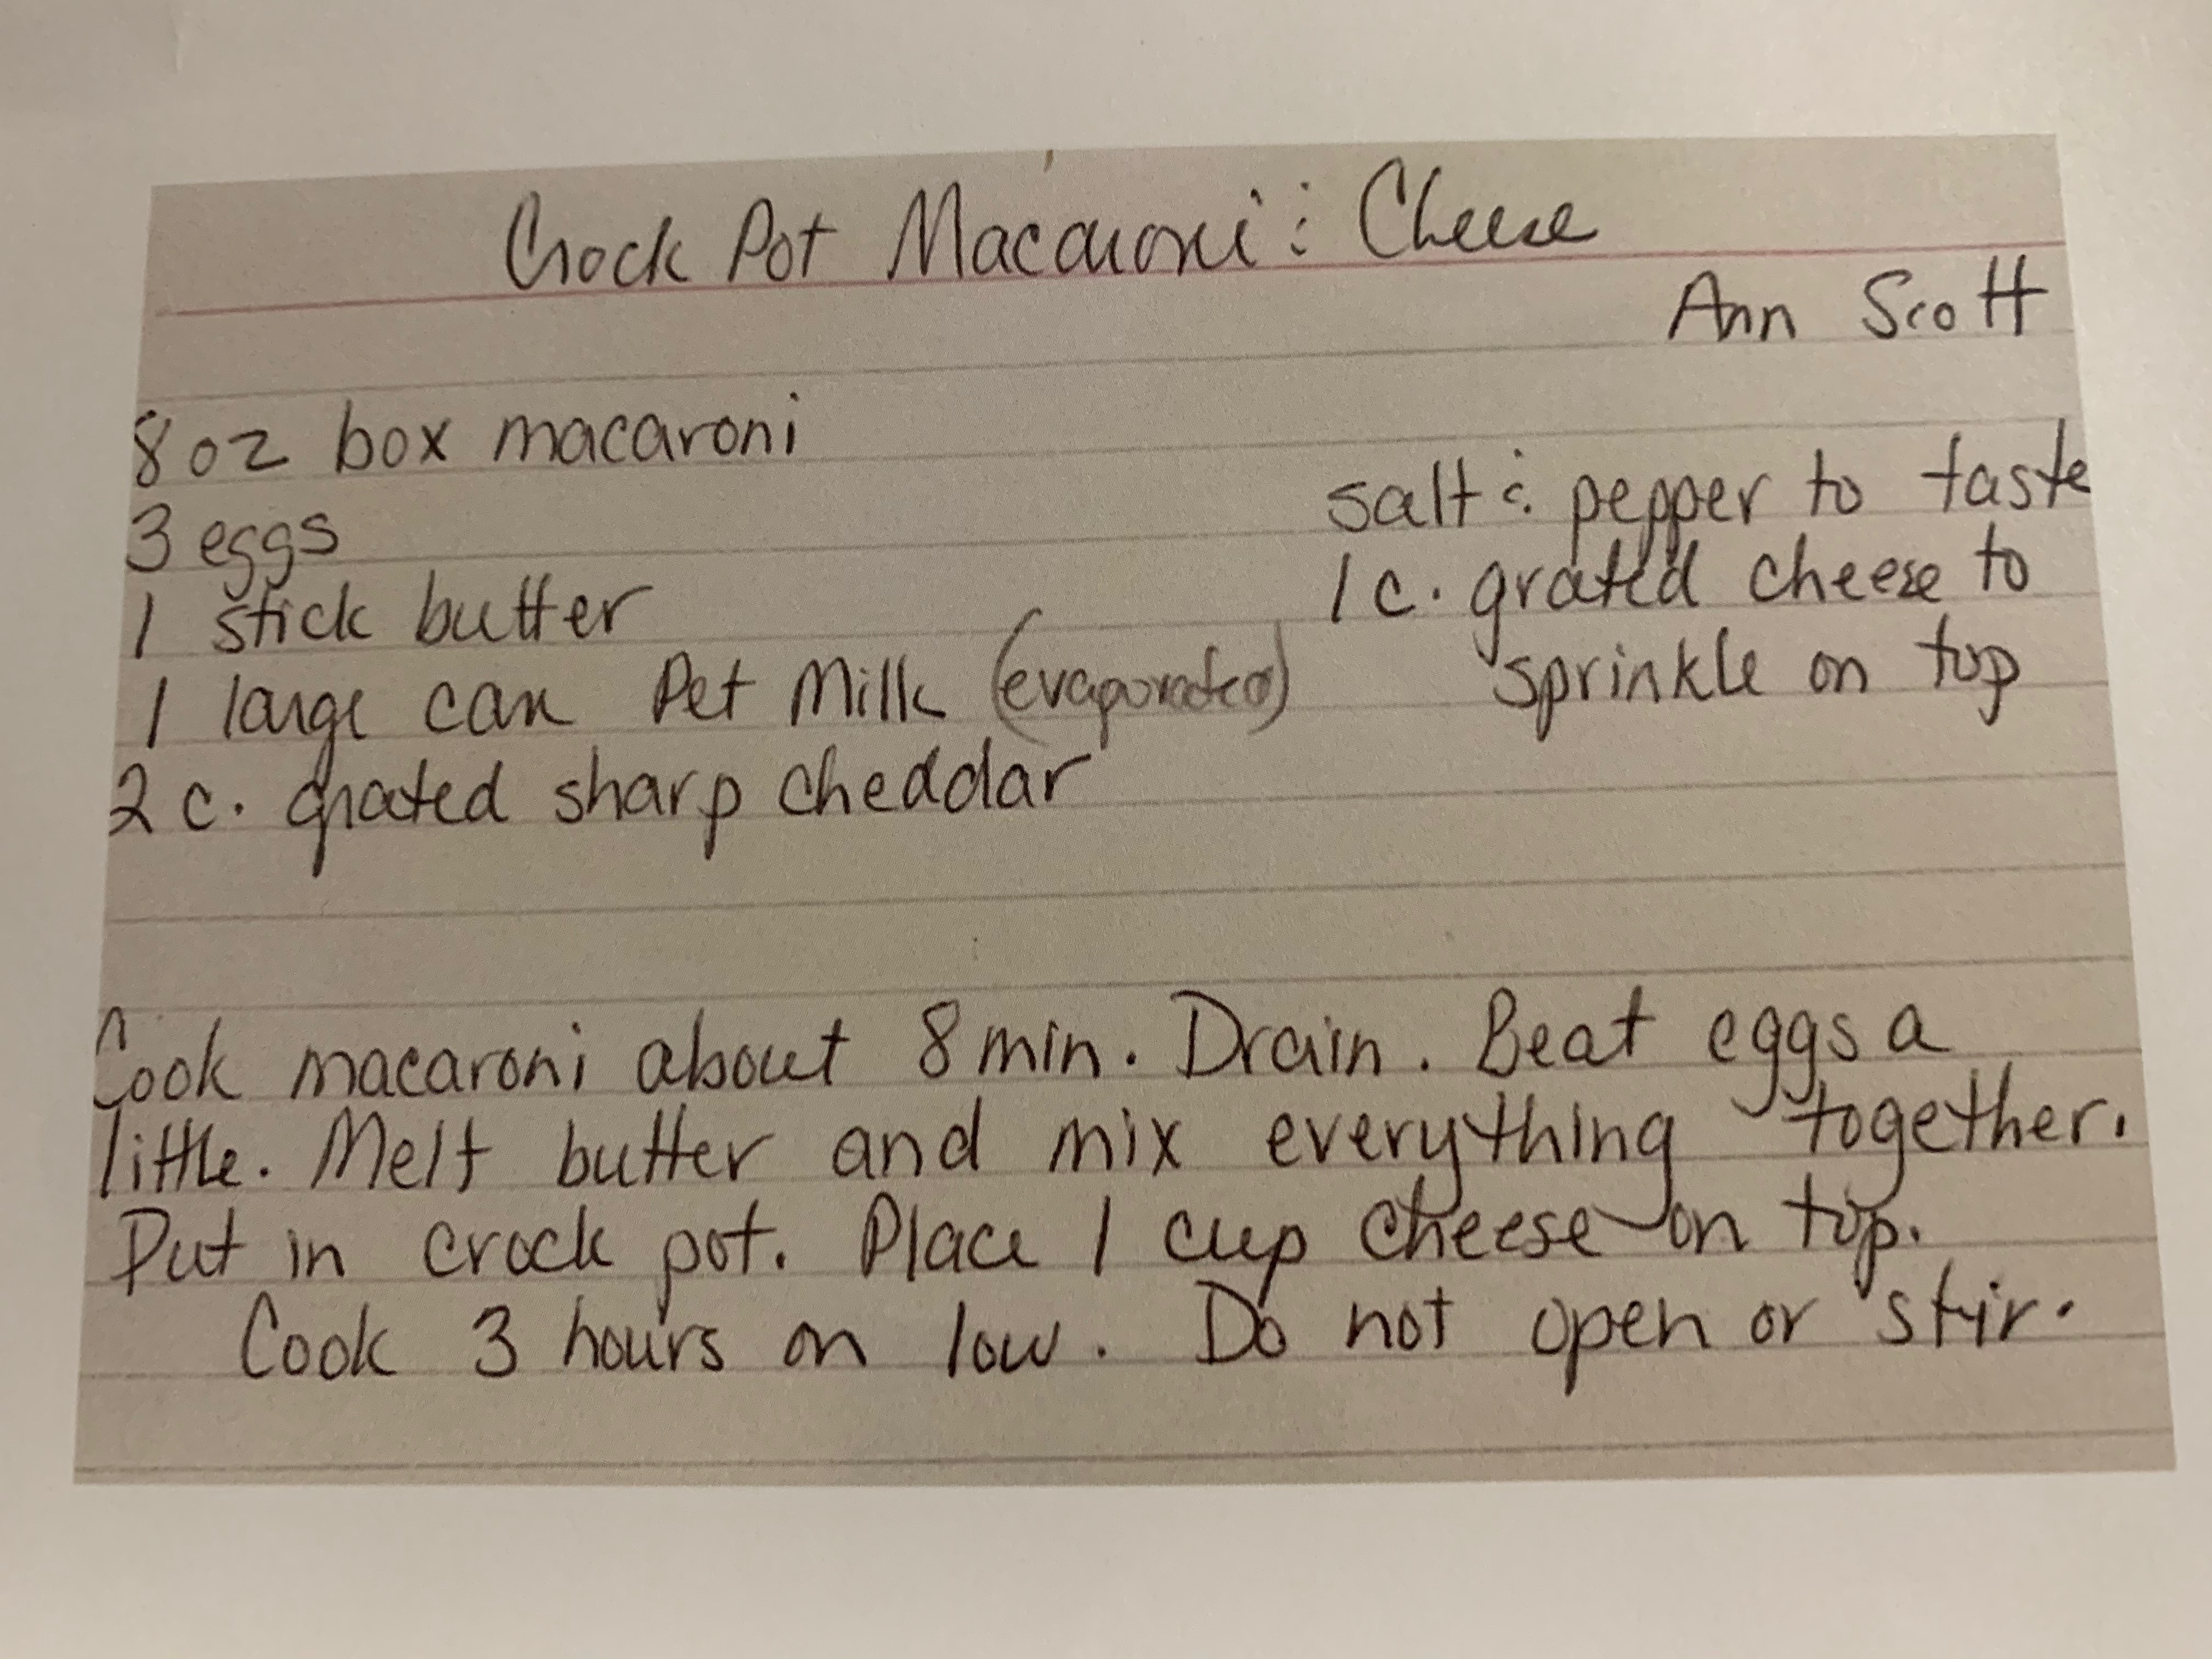 Crock Pot Macaroni & Cheese
Ann Scott
8 oz box macaroni
3 eggs
1 stick butter
1 large can Pet Milk (evaporated)
2 c. grated sharp cheddar
salt & pepper to taste
1 c. grated cheese to
sprinkle on top
Cook macaroni about 8 min. Drain. Beat eggs a
little. Melt butter and mix everything together.
Put in crock pot. Place 1 cup cheese on top.
Cook 3 hours on low. Do not open or stir.